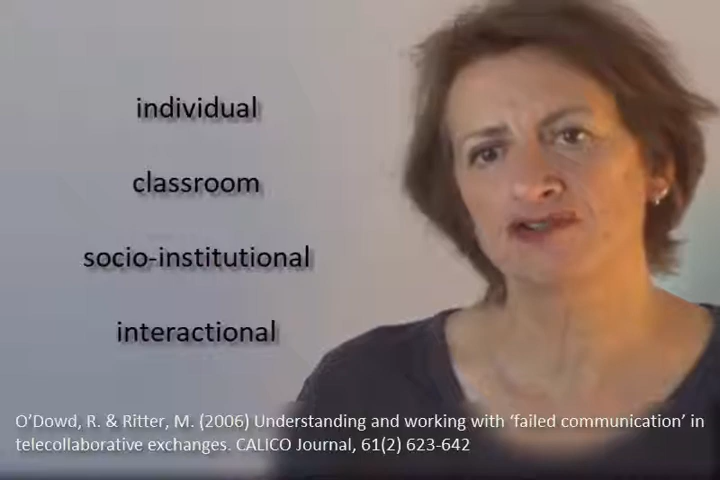 individual
classroom
socio-institutional
interactional
O’Dowd, R. & Ritter, M. (2006) Understanding and working with ‘failed communication’ in
telecollaborative exchanges. CALICO Journal, 61(2) 623-642